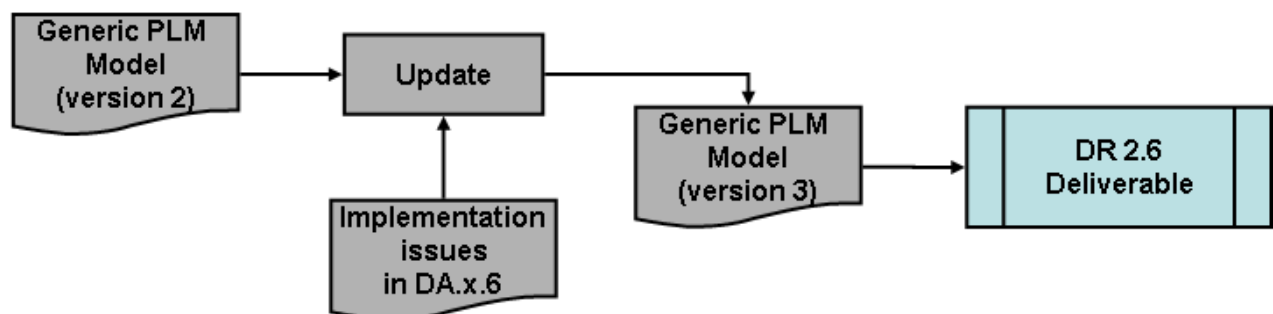 Generic PLM
Model
(version 2)
Update
Generic PLM
Model
(version 3)
DR 2.6
Deliverable
Implementation
issues
in DA.x.6